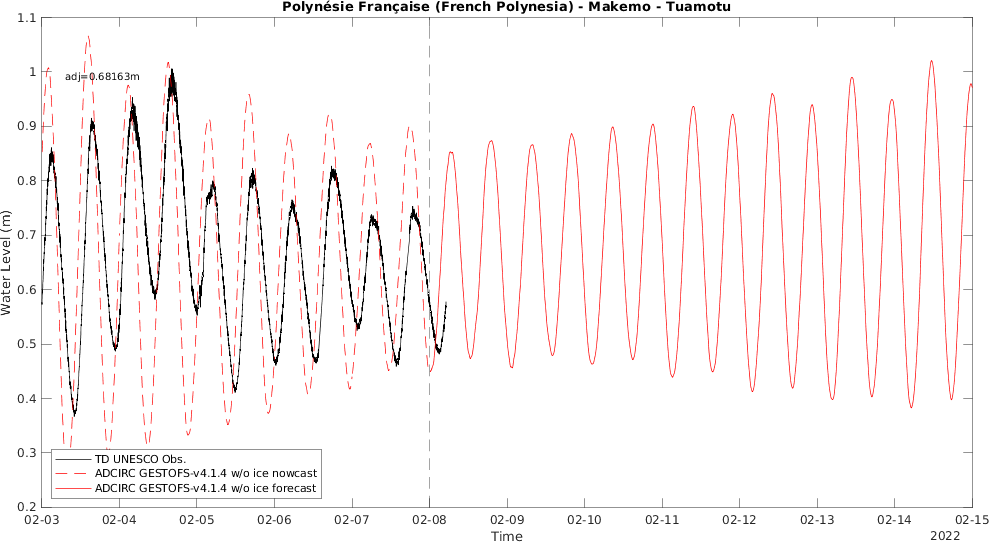 Polynésie Française (French Polynesia) - Makemo - Tuamotu
1.1
1
0.9
0.8
0.7
0.6
0.5
0.4
0.3
0.2
Water Level (m)
adj=0.68163m
TD UNESCO Obs.
ADCIRC GESTOFS-v4.1.4 w/o ice nowcast
ADCIRC GESTOFS-v4.1.4 w/o ice forecast
02-03 02-04 02-05 02-06 02-07 02-08 02-09 02-10 02-11 02-12 02-13 02-14 02-15
Time
2022